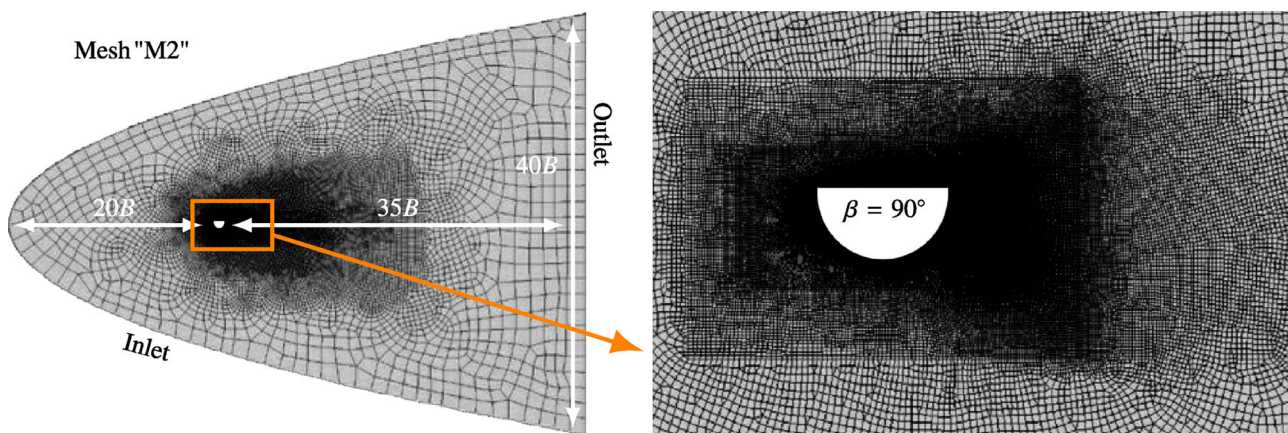 Mesh "M2"
20B
35B
40B
Outlet
Inlet
β = 90°